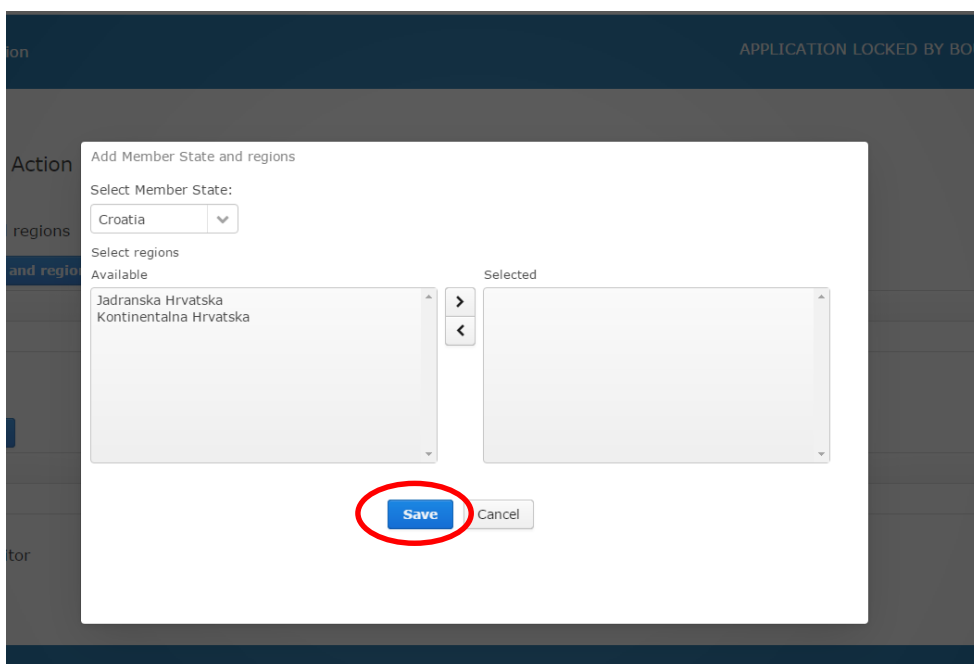 ion
APPLICATION LOCKED BY BO
Action
Add Member State and regions
Select Member State:
Croatia
regions
Select regions
and regio
Available
Selected
Jadranska Hrvatska
Kontinentalna Hrvatska
Save
Cancel
tor